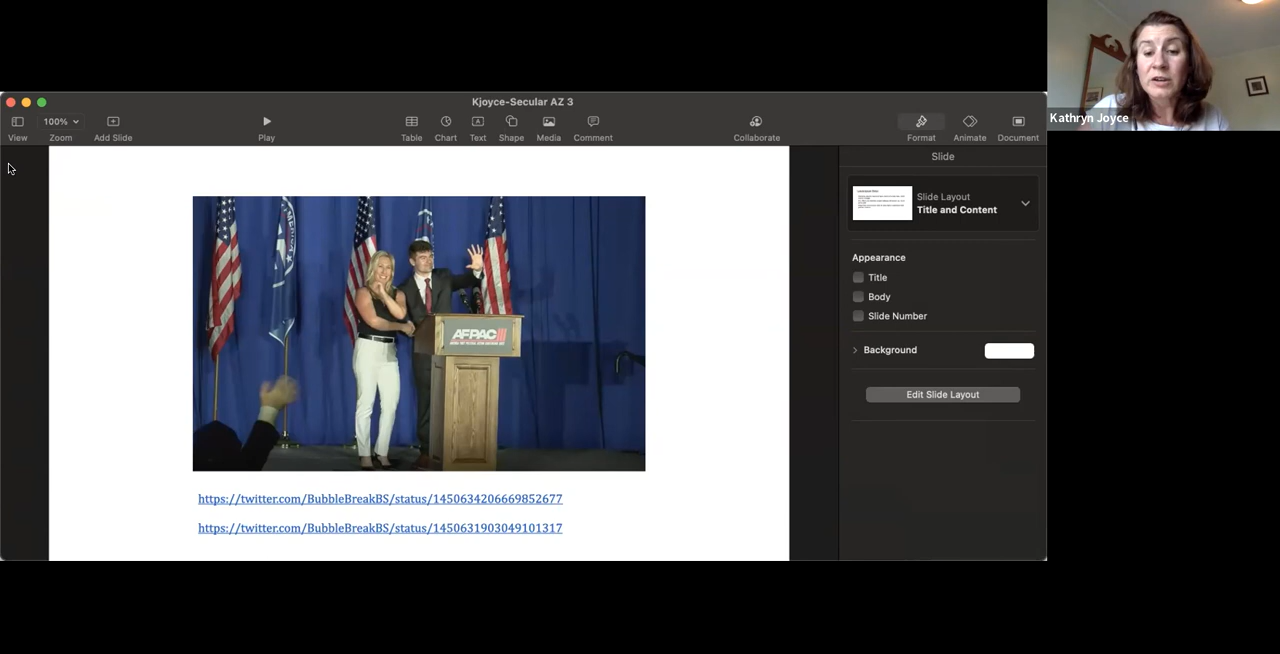 Kjoyce-Secular AZ 3
100%
View
Zoom
Add Slide
Play
Table
Chart
Text
Shape
Media
Comment
Collaborate
Format
Animate
Document
Kathryn Joyce
Slide
Slide Layout
Title and Content
Appearance
Title
Body
Slide Number
Background
Edit Slide Layout
AFPAC III
https://twitter.com/BubbleBreakBS/status/1450634206669852677
https://twitter.com/BubbleBreakBS/status/1450631903049101317